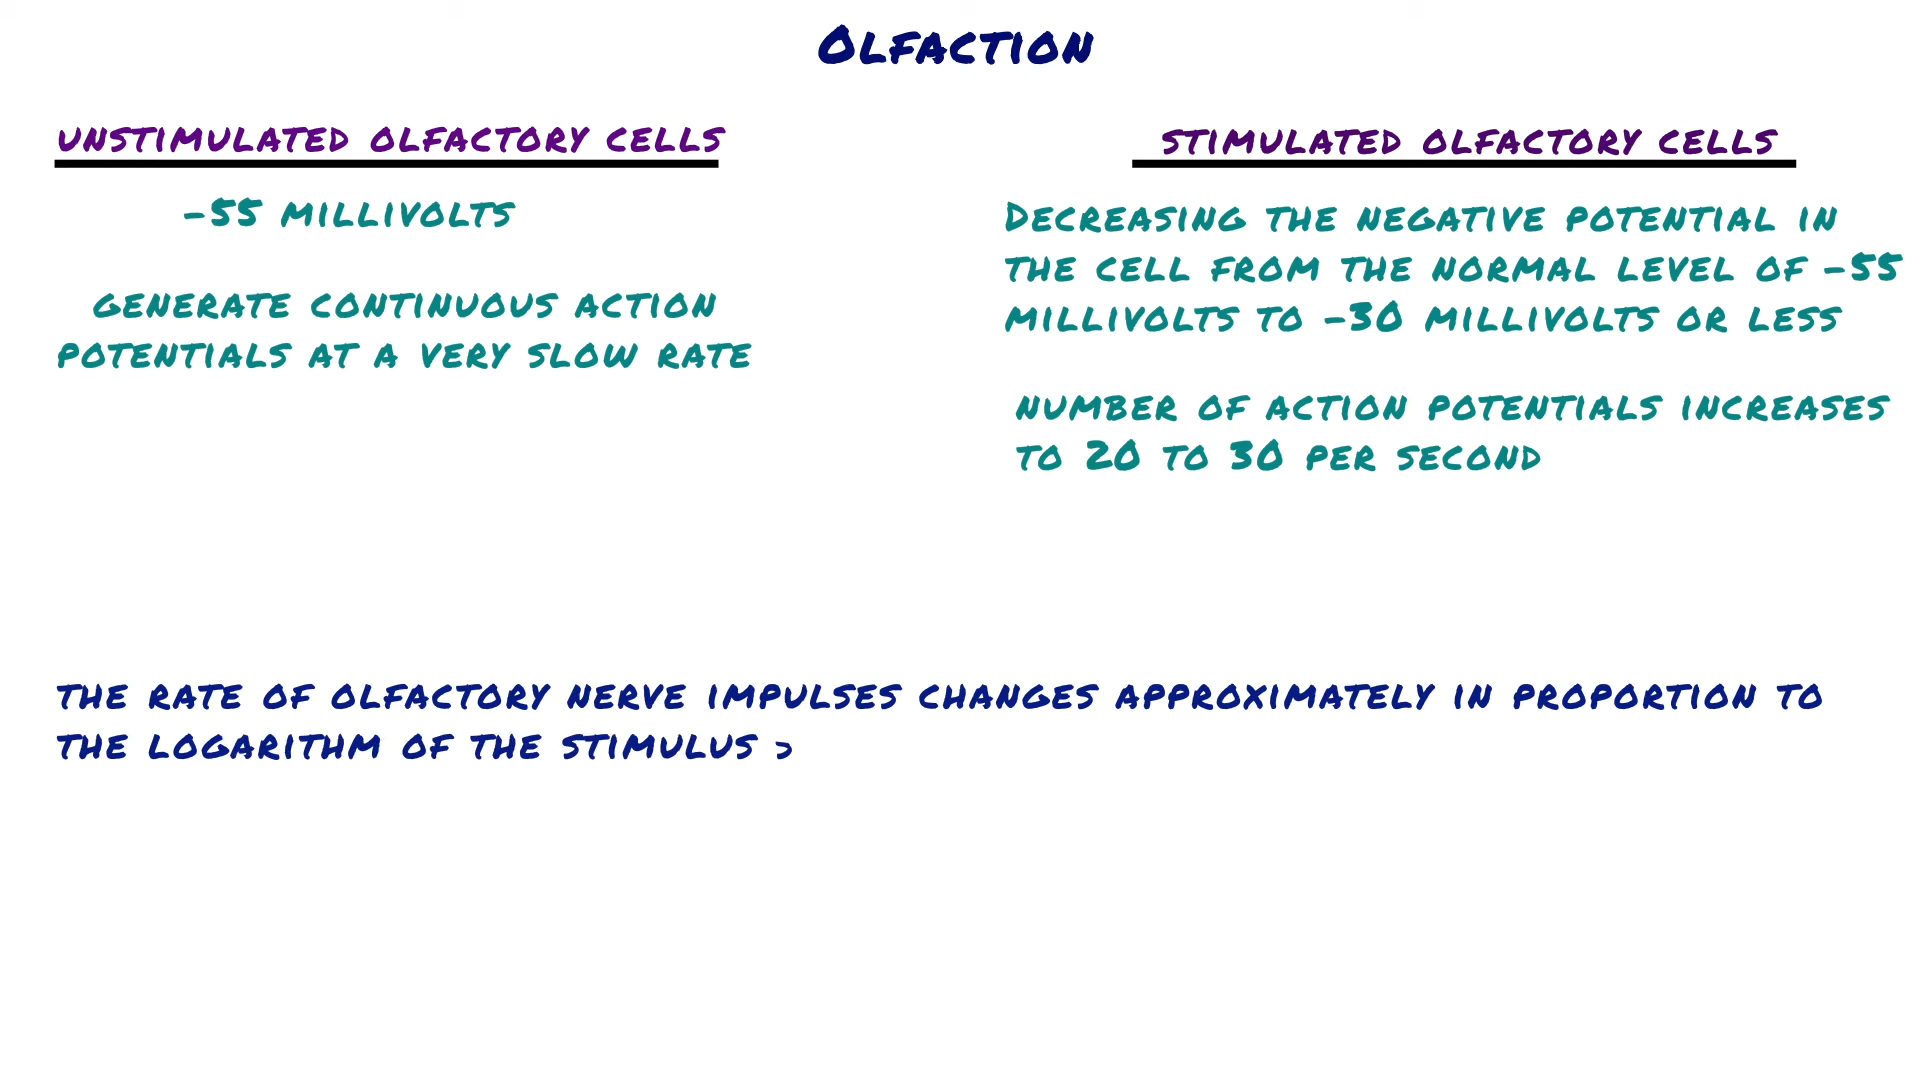 Olfaction
unstimulated olfactory cells
-55 millivolts
generate continuous action
potentials at a very slow rate
stimulated olfactory cells
Decreasing the negative potential in
the cell from the normal level of -55
millivolts to -30 millivolts or less
number of action potentials increases
to 20 to 30 per second
the rate of olfactory nerve impulses changes approximately in proportion to
the logarithm of the stimulus